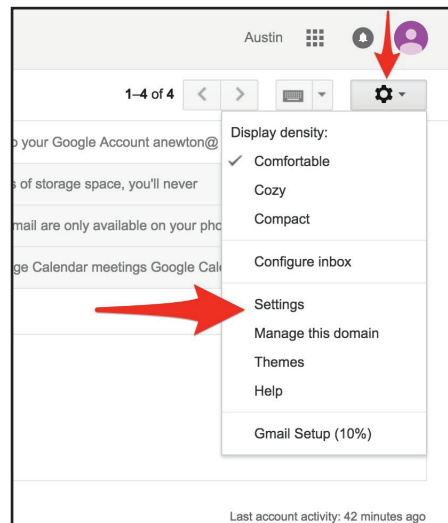 Austin
1–4 of 4
o your Google Account anewton@
Display density:
Comfortable
s of storage space, you'll never
Cozy
mail are only available on your pho
Compact
ge Calendar meetings Google Cale
Configure inbox
Settings
Manage this domain
Themes
Help
Gmail Setup (10%)
Last account activity: 42 minutes ago